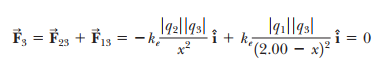 F⃗₃ = F⃗₂₃ + F⃗₁₃ = −kₑ |q₂||q₃| / x² î + kₑ |q₁||q₃| / (2.00 − x)² î = 0